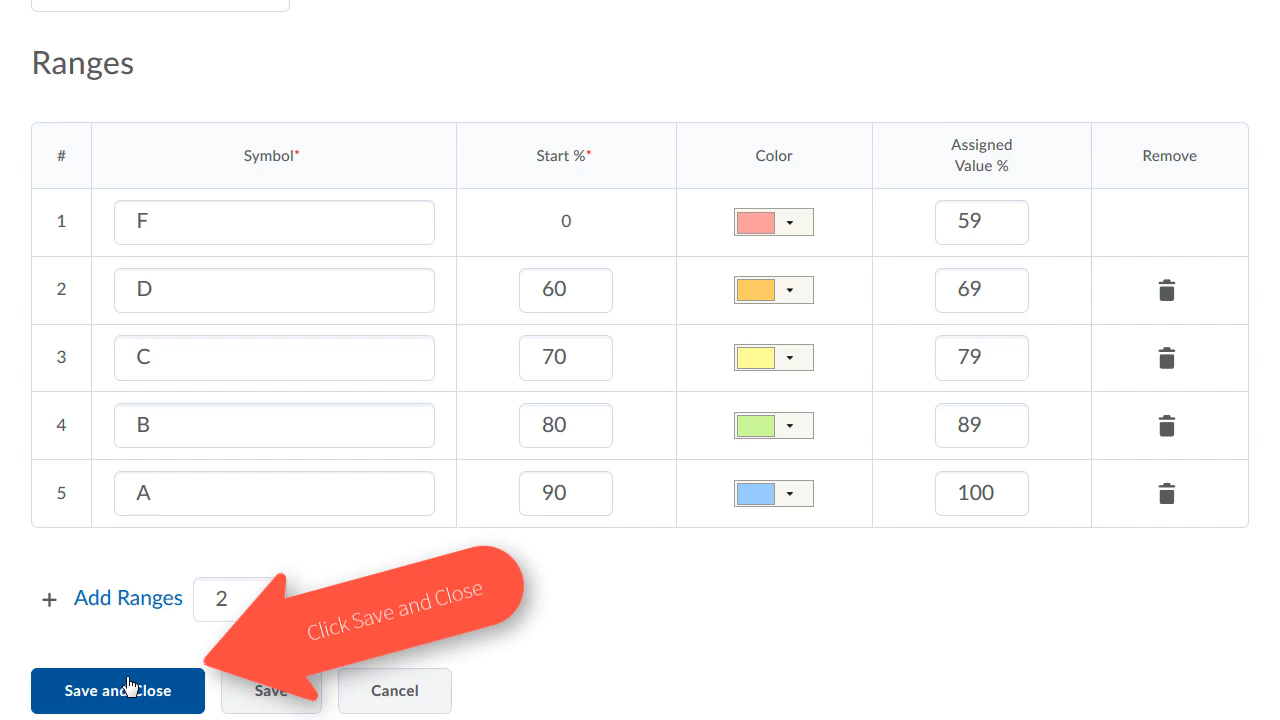 Ranges
# Symbol* Start %* Color Assigned Value % Remove
1 F 0 59
2 D 60 69
3 C 70 79
4 B 80 89
5 A 90 100
+ Add Ranges 2
Click Save and Close
Save and Close Save Cancel